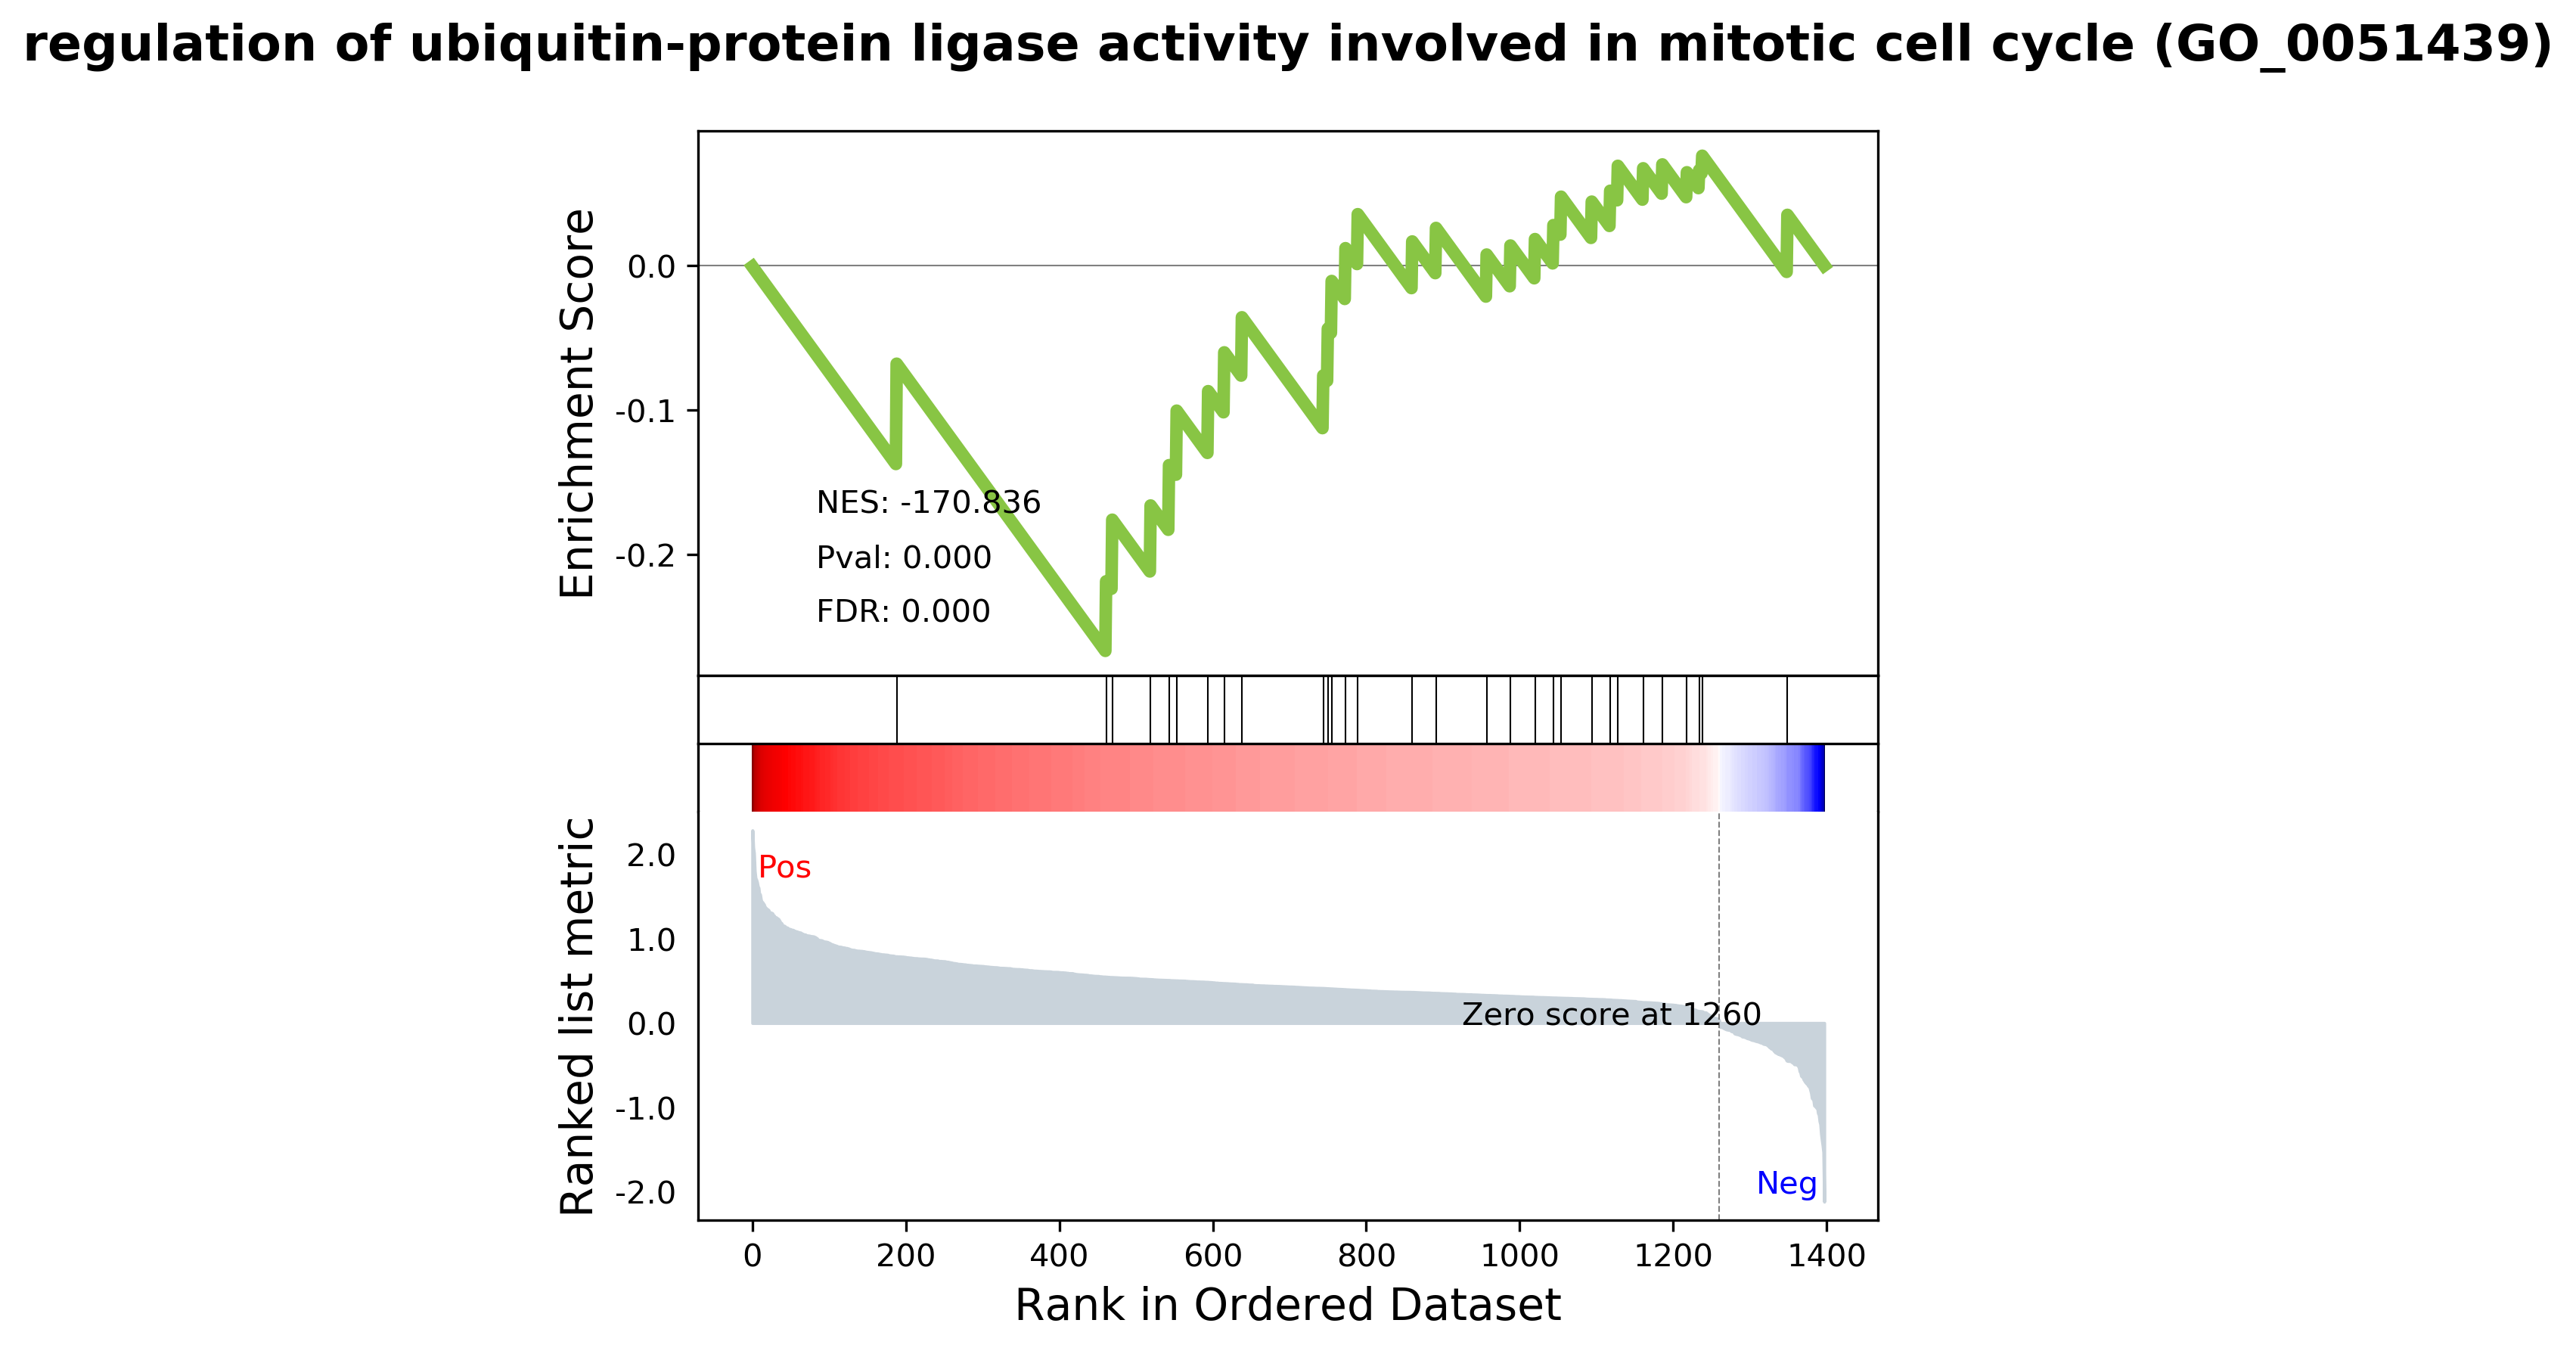 regulation of ubiquitin-protein ligase activity involved in mitotic cell cycle (GO_0051439)
Enrichment Score
0.0
-0.1
-0.2
NES: -170.836
Pval: 0.000
FDR: 0.000
Ranked list metric
2.0
1.0
0.0
-1.0
-2.0
Pos
Zero score at 1260
Neg
0 200 400 600 800 1000 1200 1400
Rank in Ordered Dataset